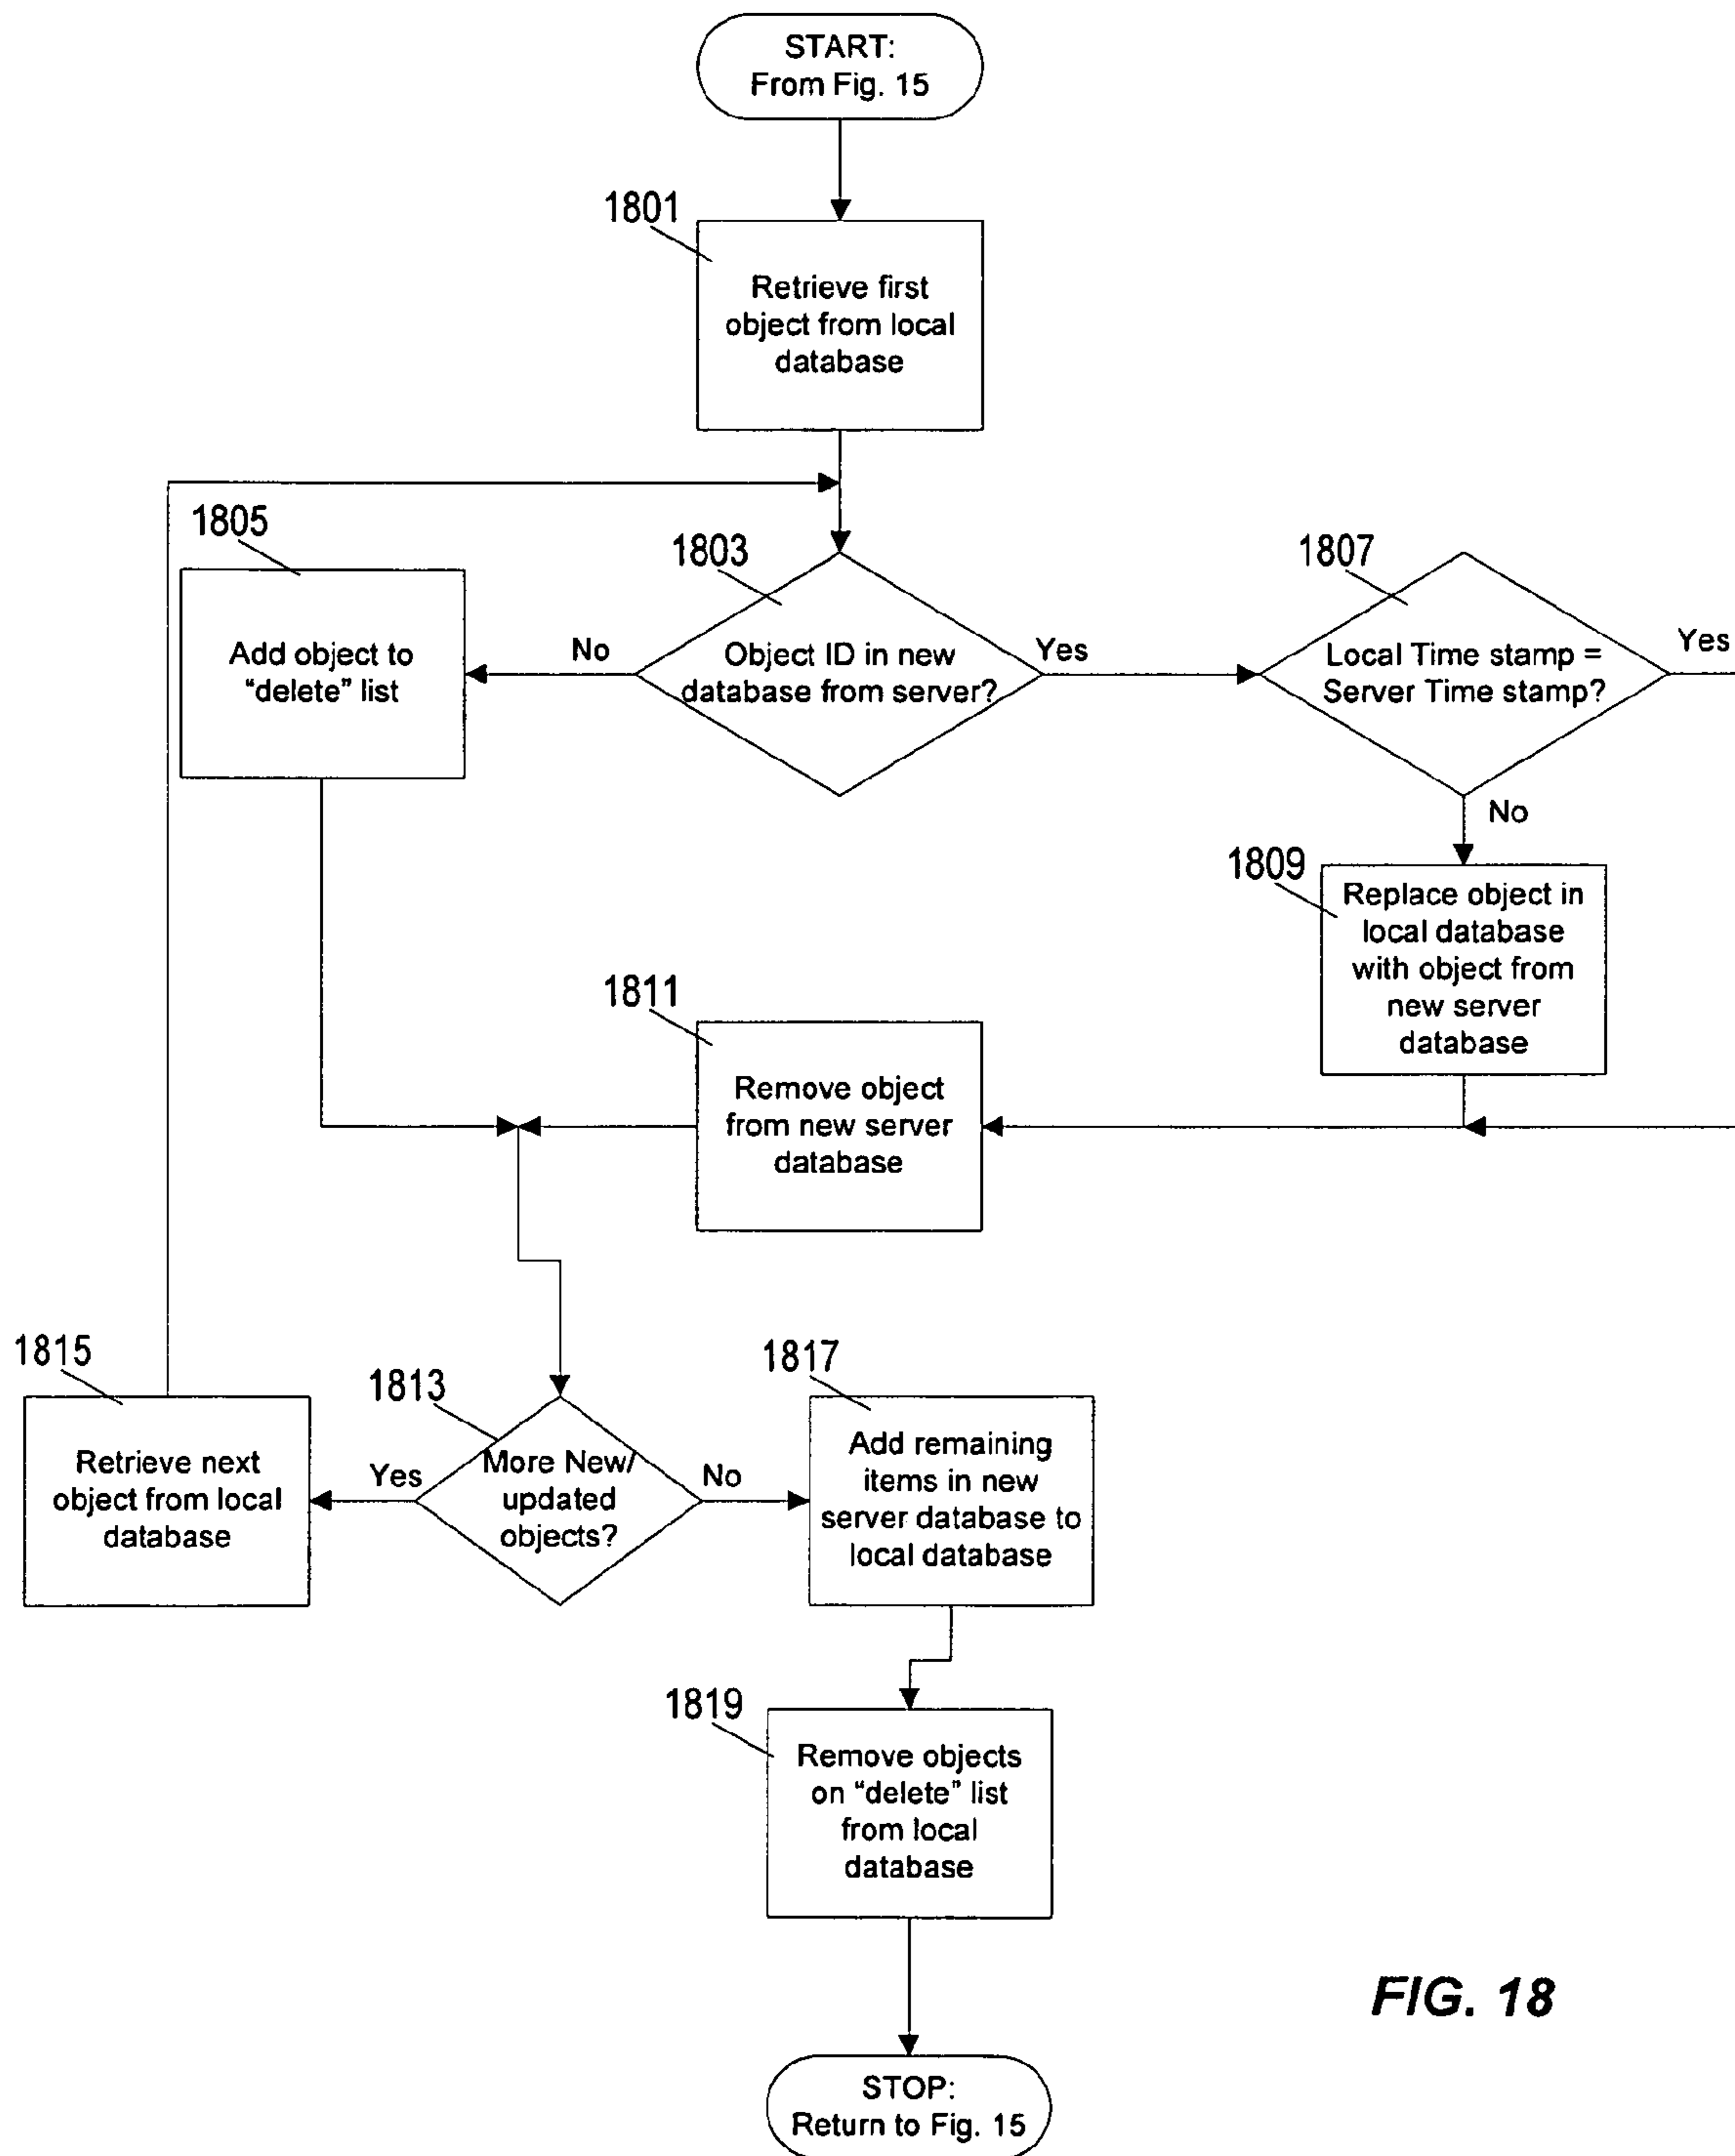 START:
From Fig. 15
1801
Retrieve first
object from local
database
1805
Add object to
“delete” list
No
1803
Object ID in new
database from server?
Yes
1807
Local Time stamp =
Server Time stamp?
Yes
No
1809
Replace object in
local database
with object from
new server
database
1811
Remove object
from new server
database
1815
Retrieve next
object from local
database
Yes
1813
More New/
updated
objects?
No
1817
Add remaining
items in new
server database to
local database
1819
Remove objects
on “delete” list
from local
database
STOP:
Return to Fig. 15
FIG. 18